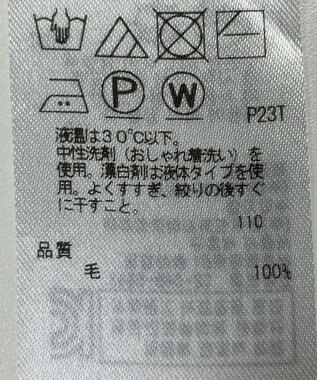 P W
P23T
液温は30℃以下。
中性洗剤（おしゃれ着洗い）を
使用。漂白剤は液体タイプを使
用。よくすすぎ、絞りの後すぐ
に干すこと。
110
品質
毛 100%